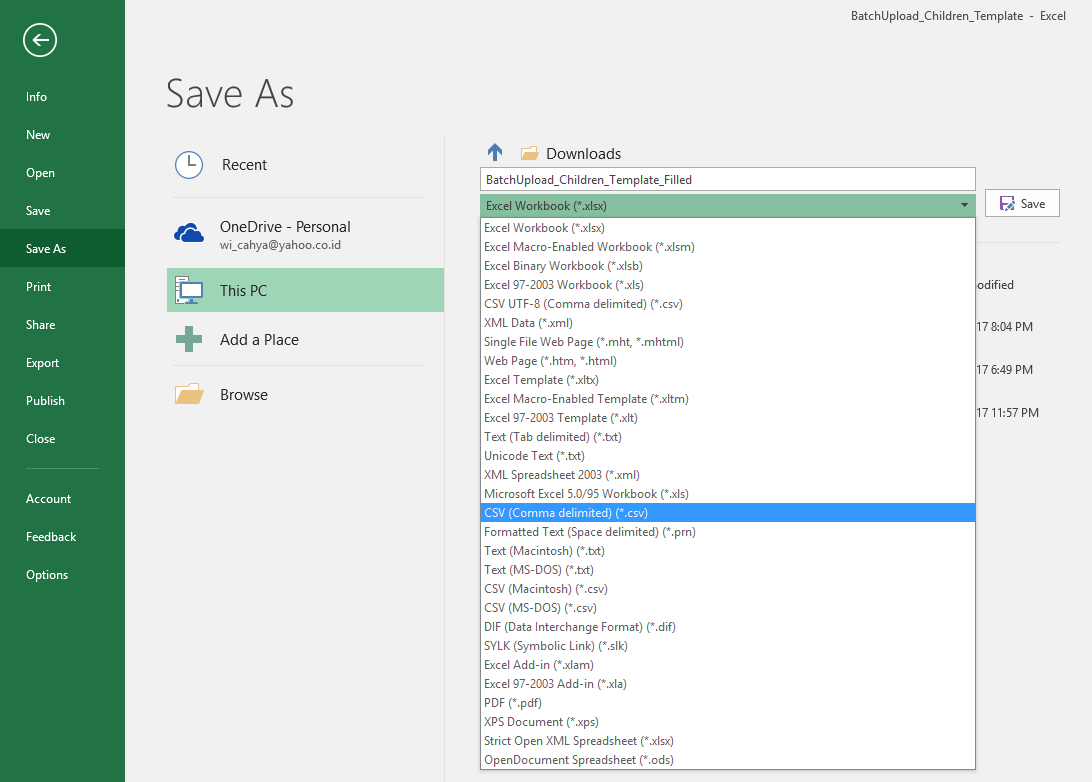 BatchUpload_Children_Template - Excel
Info
New
Open
Save
Save As
Print
Share
Export
Publish
Close
Account
Feedback
Options
Save As
Recent
OneDrive - Personal
wi_cahya@yahoo.co.id
This PC
Add a Place
Browse
Downloads
BatchUpload_Children_Template_Filled
Excel Workbook (*.xlsx)
Save
Excel Workbook (*.xlsx)
Excel Macro-Enabled Workbook (*.xlsm)
Excel Binary Workbook (*.xlsb)
Excel 97-2003 Workbook (*.xls)
CSV UTF-8 (Comma delimited) (*.csv)
XML Data (*.xml)
Single File Web Page (*.mht, *.mhtml)
Web Page (*.htm, *.html)
Excel Template (*.xltx)
Excel Macro-Enabled Template (*.xltm)
Excel 97-2003 Template (*.xlt)
Text (Tab delimited) (*.txt)
Unicode Text (*.txt)
XML Spreadsheet 2003 (*.xml)
Microsoft Excel 5.0/95 Workbook (*.xls)
CSV (Comma delimited) (*.csv)
Formatted Text (Space delimited) (*.prn)
Text (Macintosh) (*.txt)
Text (MS-DOS) (*.txt)
CSV (Macintosh) (*.csv)
CSV (MS-DOS) (*.csv)
DIF (Data Interchange Format) (*.dif)
SYLK (Symbolic Link) (*.slk)
Excel Add-in (*.xlam)
Excel 97-2003 Add-in (*.xla)
PDF (*.pdf)
XPS Document (*.xps)
Strict Open XML Spreadsheet (*.xlsx)
OpenDocument Spreadsheet (*.ods)
odified
17 8:04 PM
17 6:49 PM
17 11:57 PM